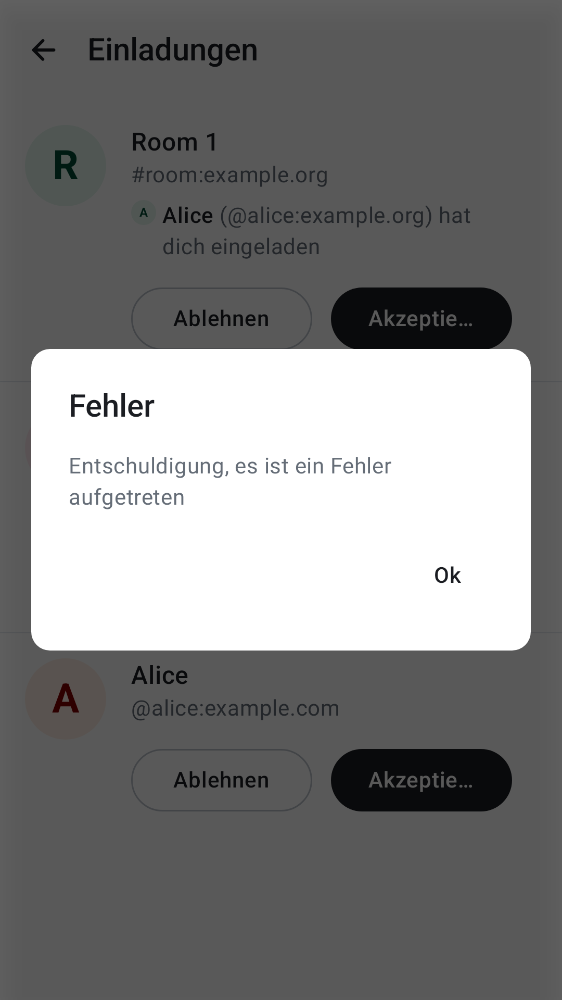 Einladungen
R
Room 1
#room:example.org
A
Alice (@alice:example.org) hat
dich eingeladen
Ablehnen
Akzeptie…
Fehler
Entschuldigung, es ist ein Fehler
aufgetreten
Ok
A
Alice
@alice:example.com
Ablehnen
Akzeptie…